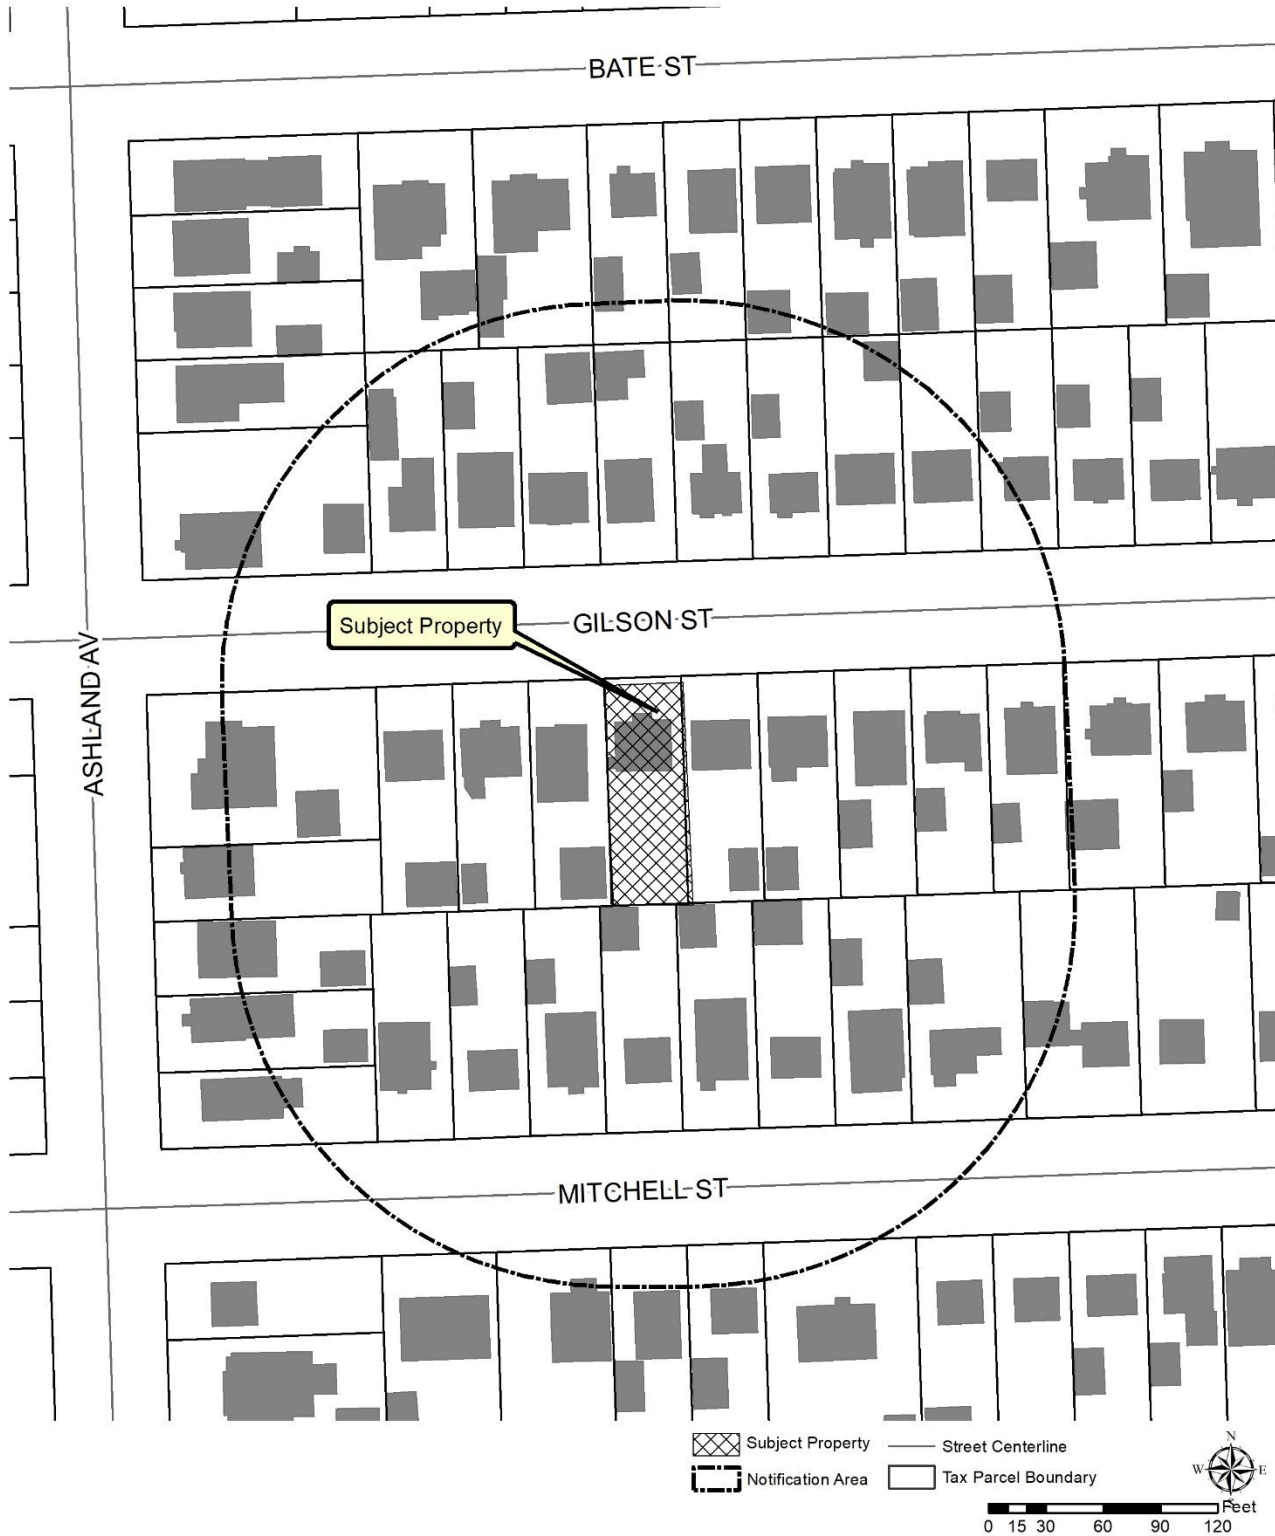 BATE ST
Subject Property
GILSON ST
ASHLAND AV
MITCHELL ST
Subject Property
Street Centerline
Notification Area
Tax Parcel Boundary
N
W E
S
Feet
0 15 30 60 90 120